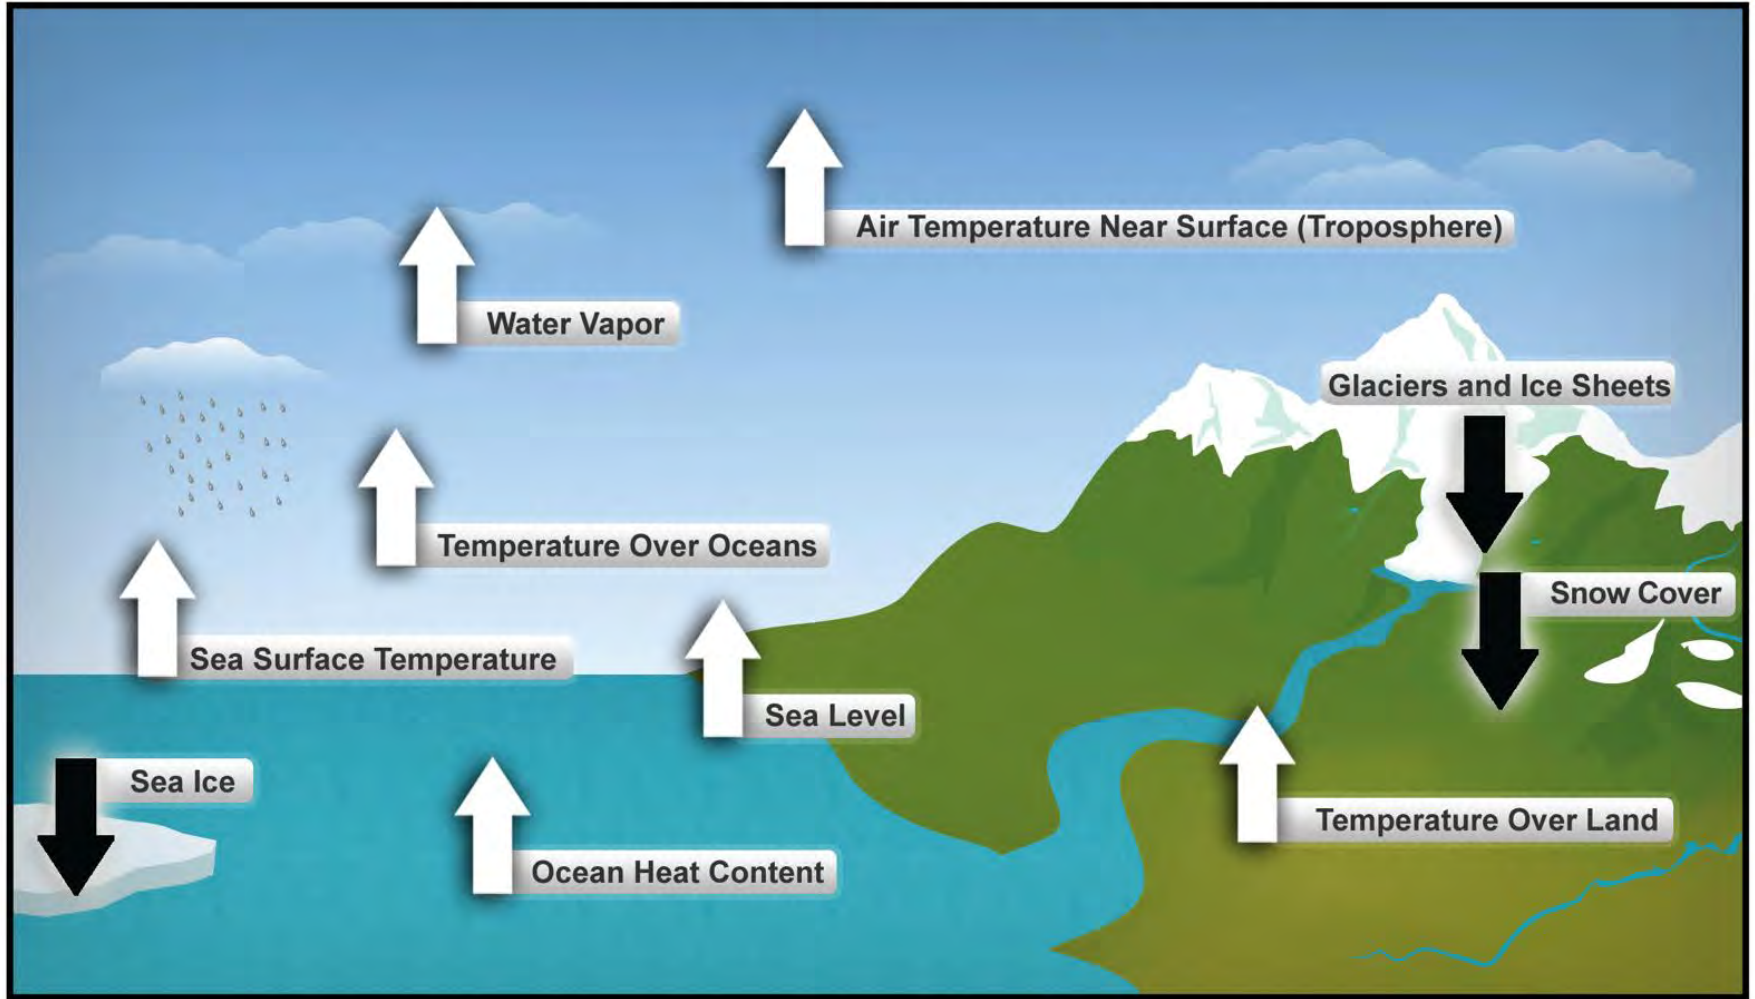 Air Temperature Near Surface (Troposphere)
Water Vapor
Glaciers and Ice Sheets
Temperature Over Oceans
Snow Cover
Sea Surface Temperature
Sea Level
Sea Ice
Temperature Over Land
Ocean Heat Content